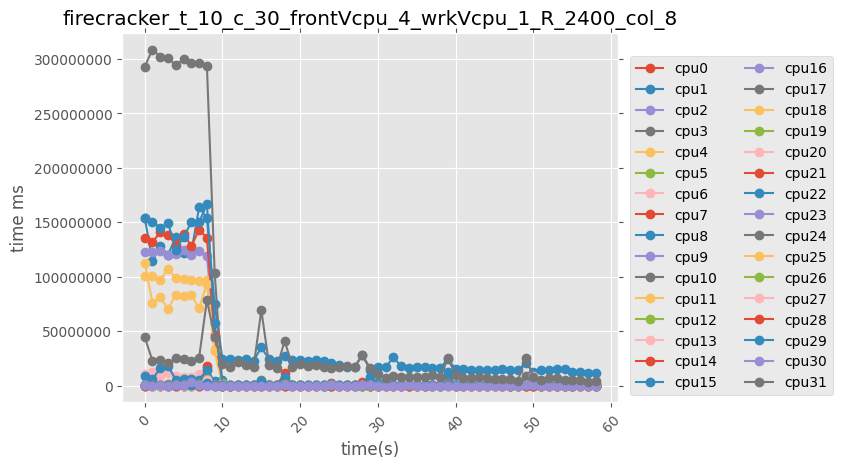 firecracker_t_10_c_30_frontVcpu_4_wrkVcpu_1_R_2400_col_8
time ms
300000000
250000000
200000000
150000000
100000000
50000000
0
0
10
20
30
40
50
60
time(s)
cpu0
cpu1
cpu2
cpu3
cpu4
cpu5
cpu6
cpu7
cpu8
cpu9
cpu10
cpu11
cpu12
cpu13
cpu14
cpu15
cpu16
cpu17
cpu18
cpu19
cpu20
cpu21
cpu22
cpu23
cpu24
cpu25
cpu26
cpu27
cpu28
cpu29
cpu30
cpu31